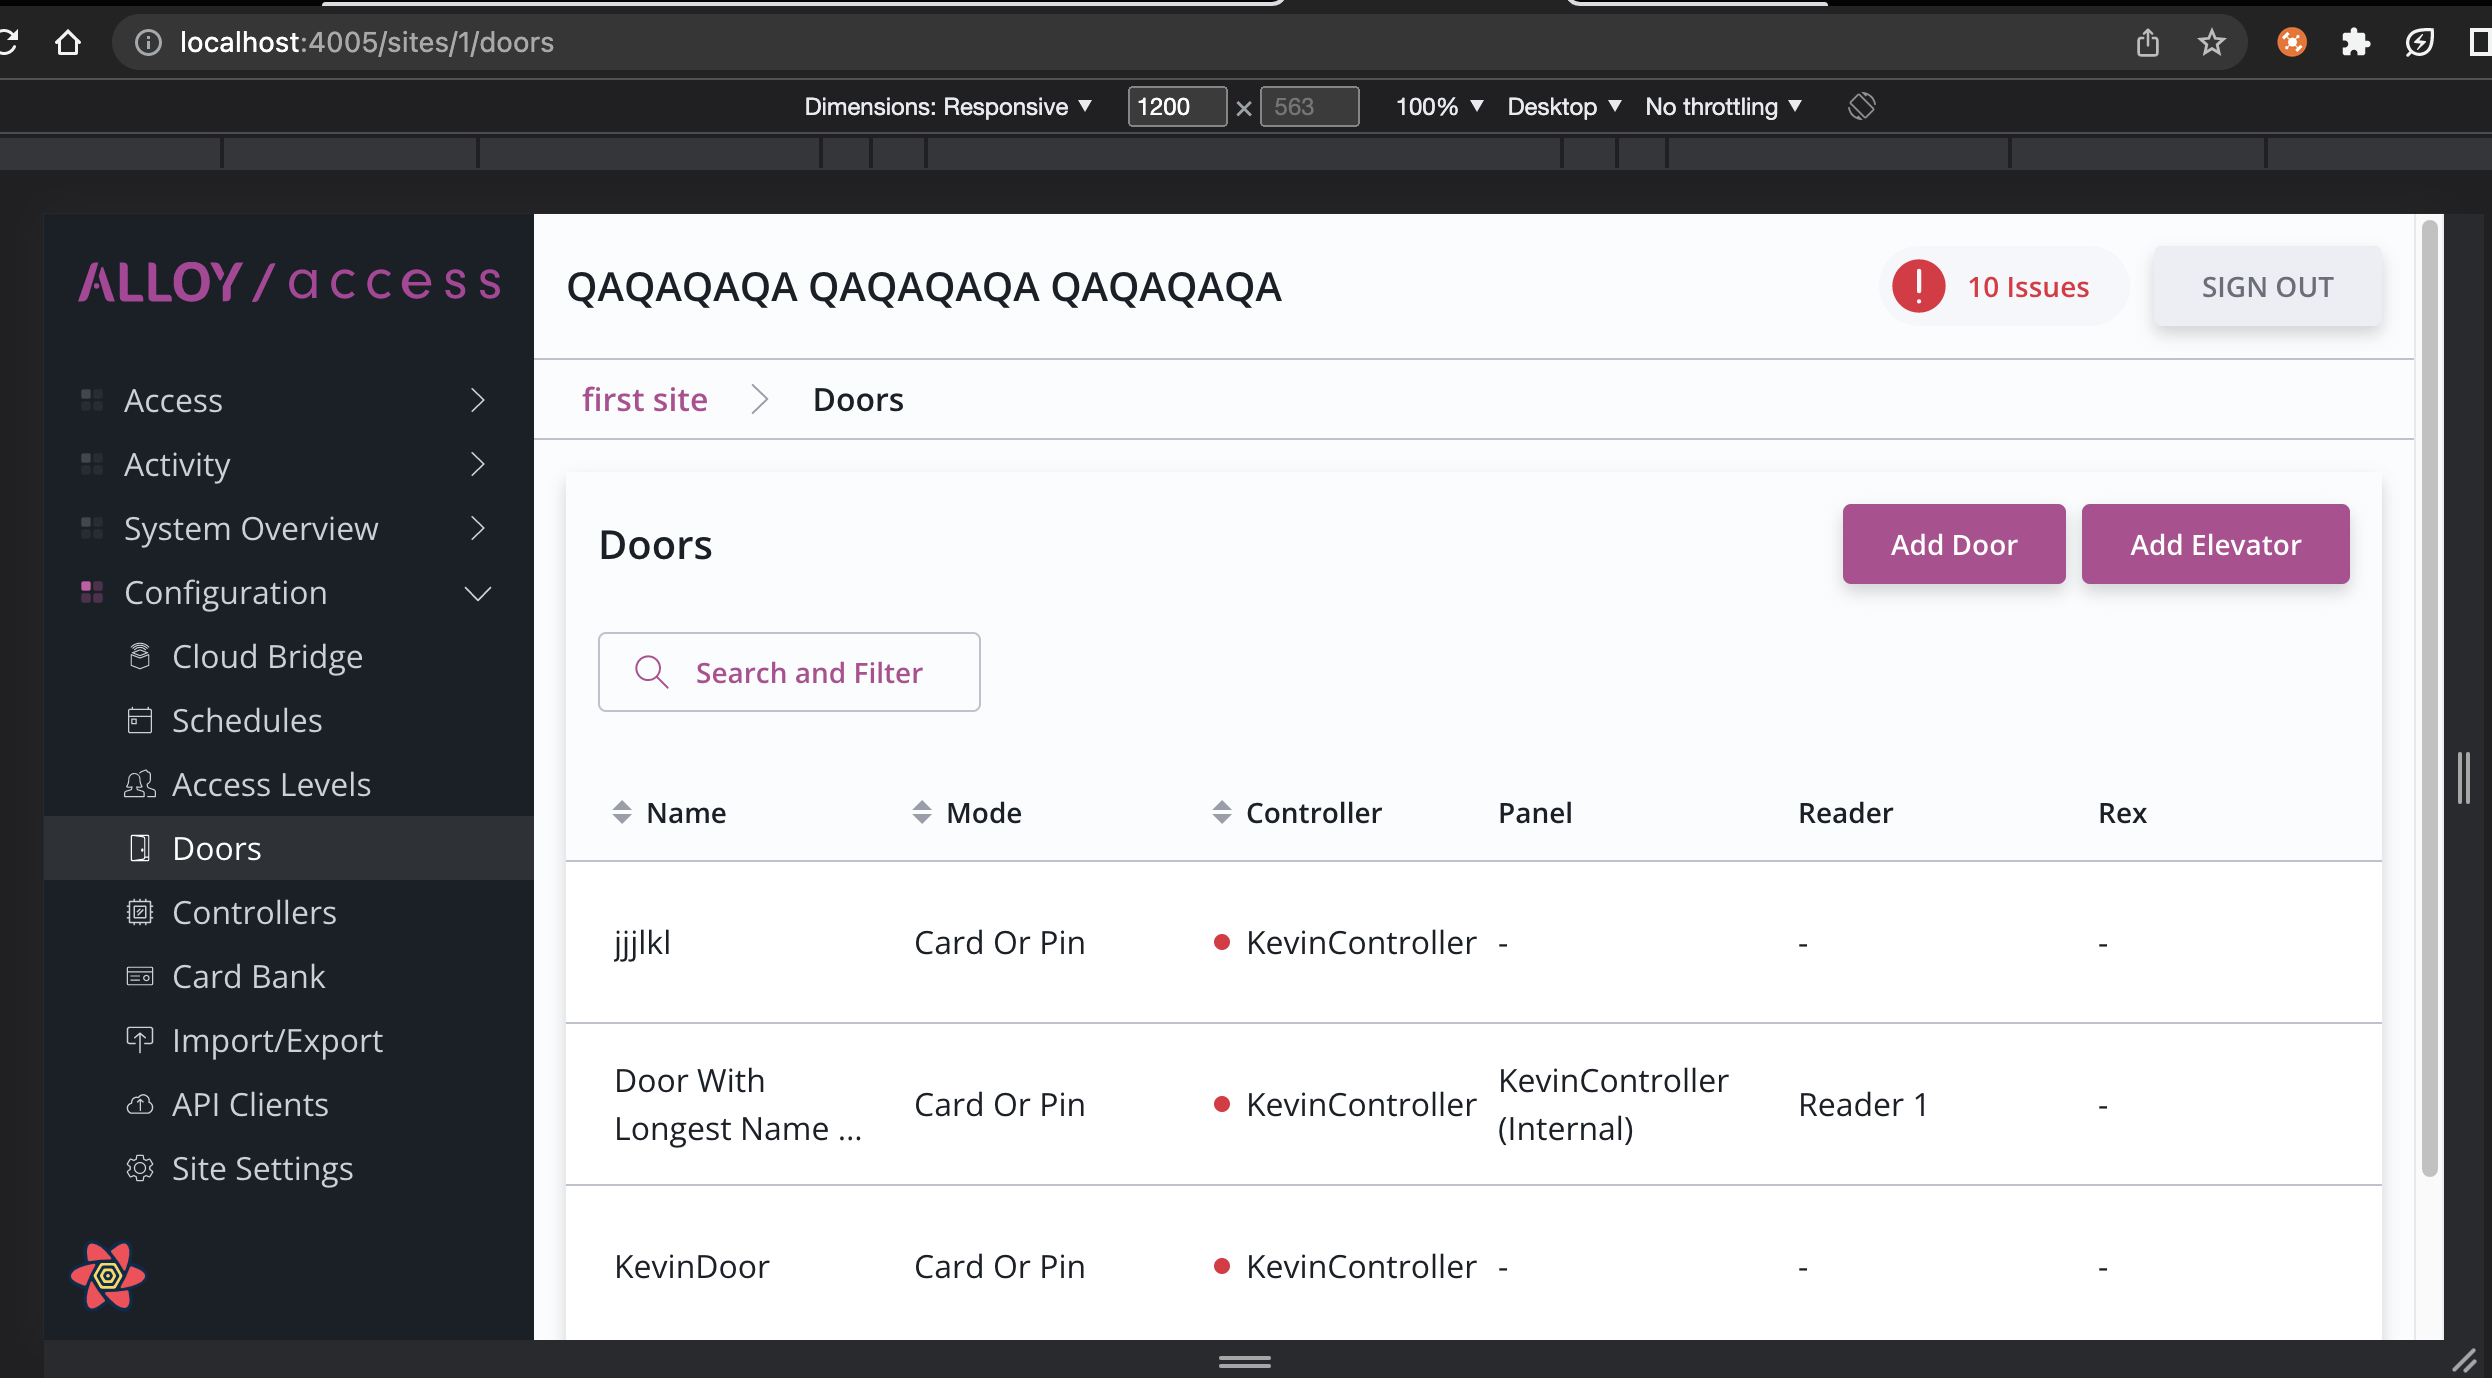 localhost:4005/sites/1/doors
Dimensions: Responsive 1200 × 563 100% Desktop No throttling
ALLOY/access
Access
Activity
System Overview
Configuration
Cloud Bridge
Schedules
Access Levels
Doors
Controllers
Card Bank
Import/Export
API Clients
Site Settings
QAQAQAQA QAQAQAQA QAQAQAQA
10 Issues
SIGN OUT
first site > Doors
Doors
Add Door
Add Elevator
Search and Filter
Name Mode Controller Panel Reader Rex
jjjlkl Card Or Pin KevinController - - -
Door With Longest Name ... Card Or Pin KevinController KevinController (Internal) Reader 1 -
KevinDoor Card Or Pin KevinController - - -